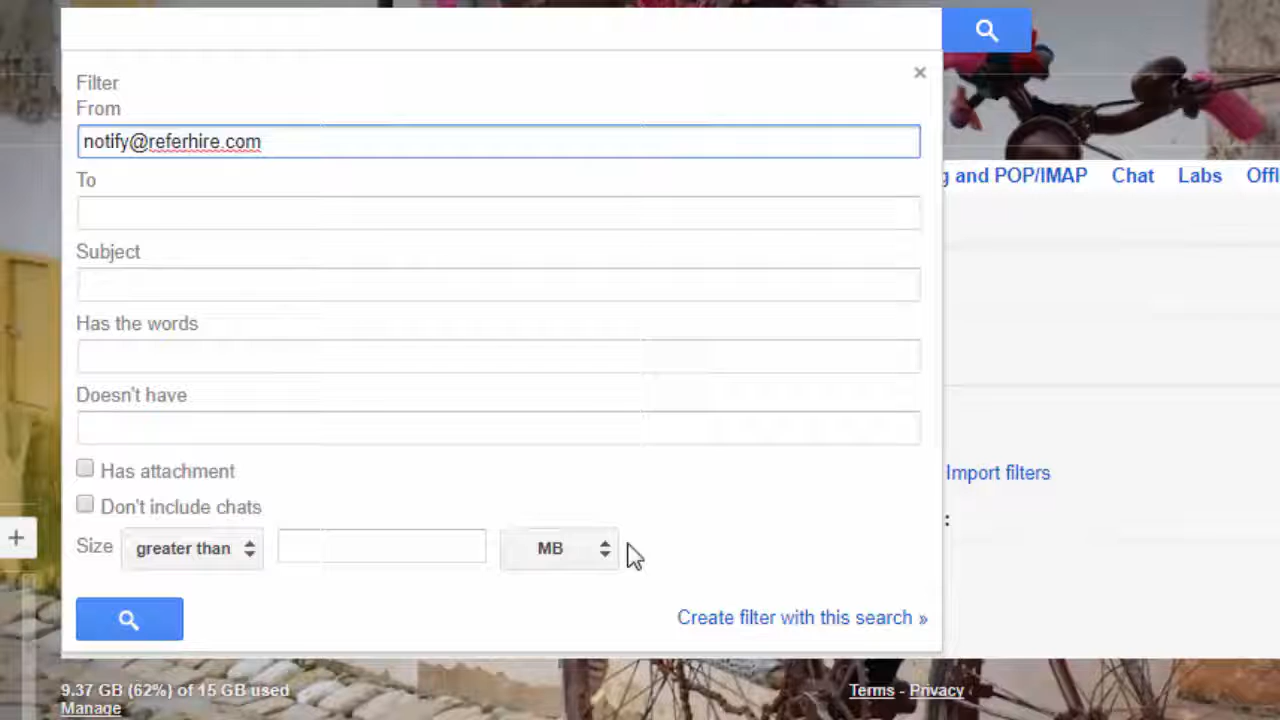 Filter
From
notify@referhire.com
To
g and POP/IMAP Chat Labs Offl
Subject
Has the words
Doesn't have
Has attachment
Import filters
Don't include chats
:
Size greater than MB
Create filter with this search »
9.37 GB (62%) of 15 GB used
Manage
Terms - Privacy